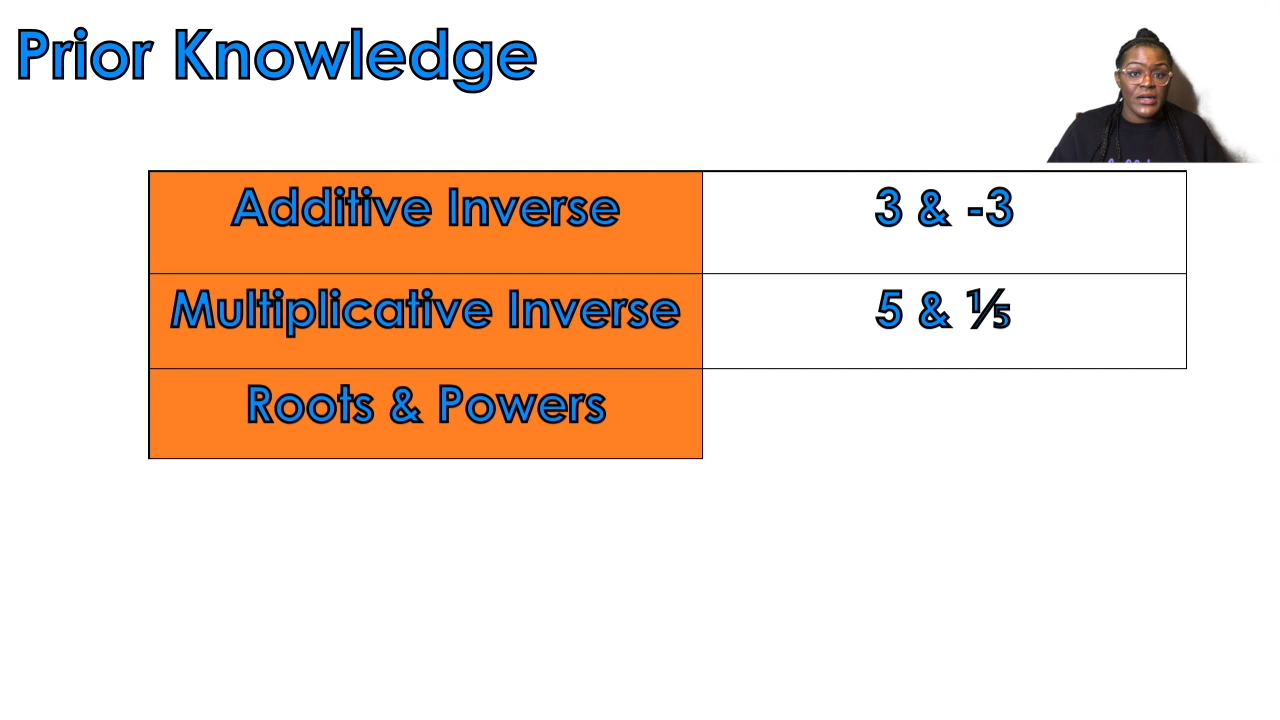 Prior Knowledge
Additive Inverse 3 & -3
Multiplicative Inverse 5 & ⅕
Roots & Powers